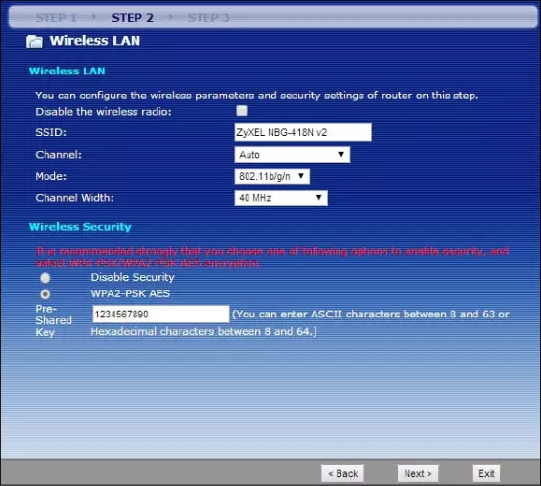 STEP 1 STEP 2 STEP 3
Wireless LAN
Wireless LAN
You can configure the wireless parameters and security settings of router on this step.
Disable the wireless radio:
SSID: ZyXEL NBG-418N v2
Channel: Auto
Mode: 802.11b/g/n
Channel Width: 40 MHz
Wireless Security
It is recommended strongly that you choose one of following options to enable security, and
select WPA-PSK/WPA2-PSK AES encryption.
Disable Security
WPA2-PSK AES
Pre-
Shared 1234567890 (You can enter ASCII characters between 8 and 63 or
Key Hexadecimal characters between 8 and 64.)
< Back Next > Exit